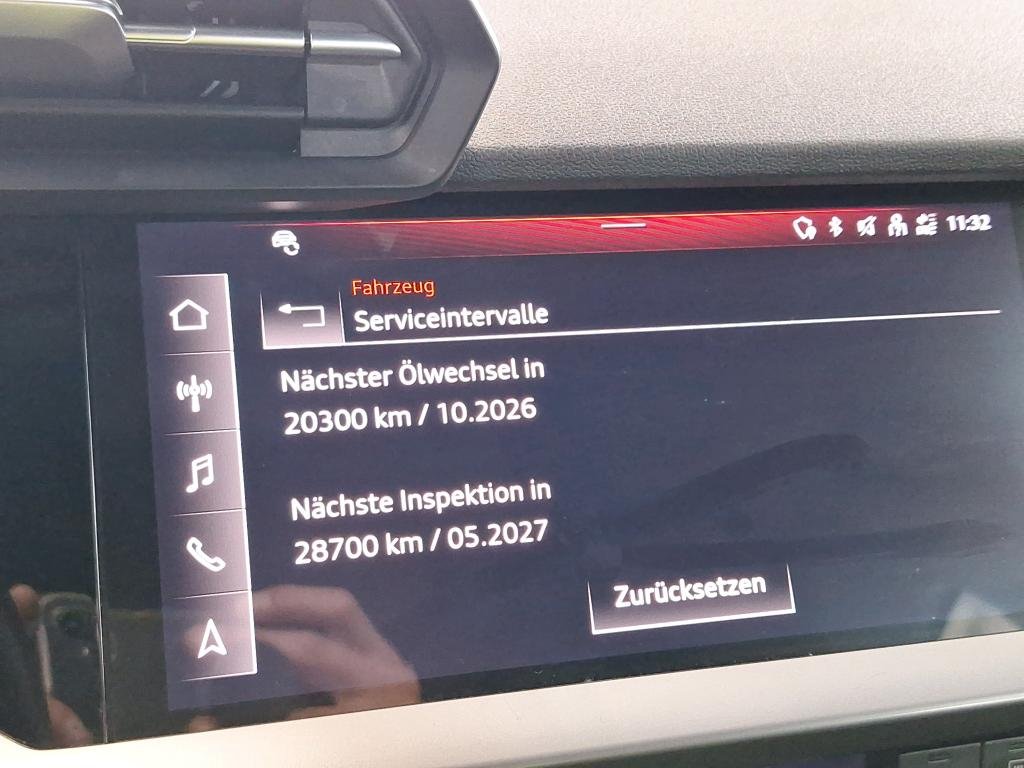 11:32
Fahrzeug
Serviceintervalle
Nächster Ölwechsel in
20300 km / 10.2026
Nächste Inspektion in
28700 km / 05.2027
Zurücksetzen